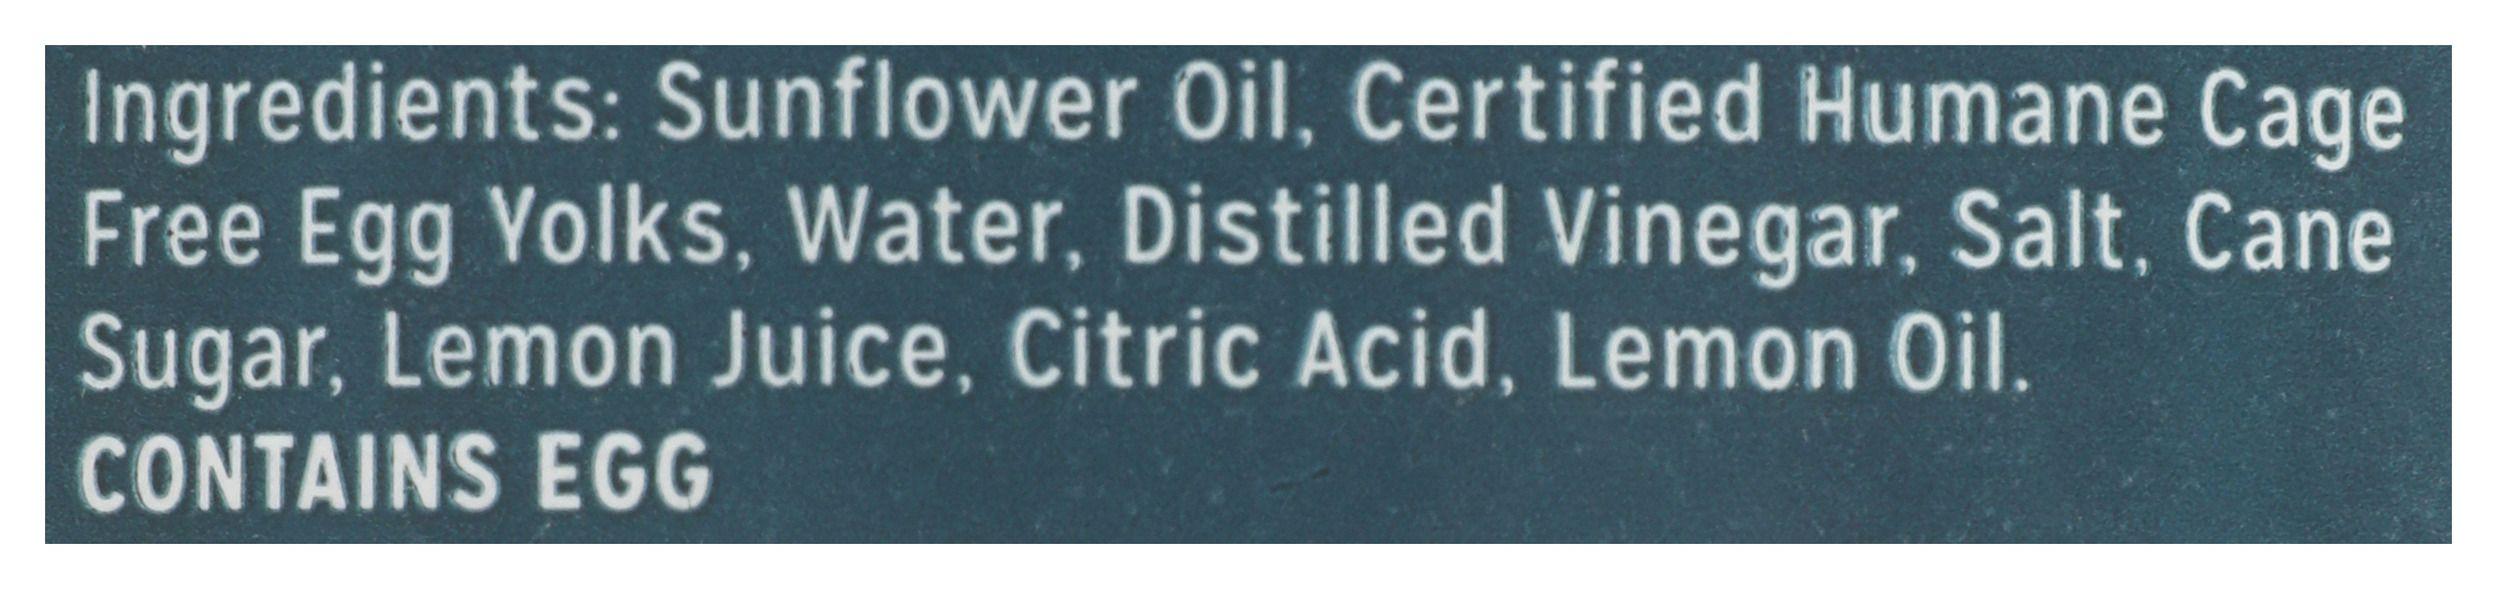 Ingredients: Sunflower Oil, Certified Humane Cage
Free Egg Yolks, Water, Distilled Vinegar, Salt, Cane
Sugar, Lemon Juice, Citric Acid, Lemon Oil.
CONTAINS EGG